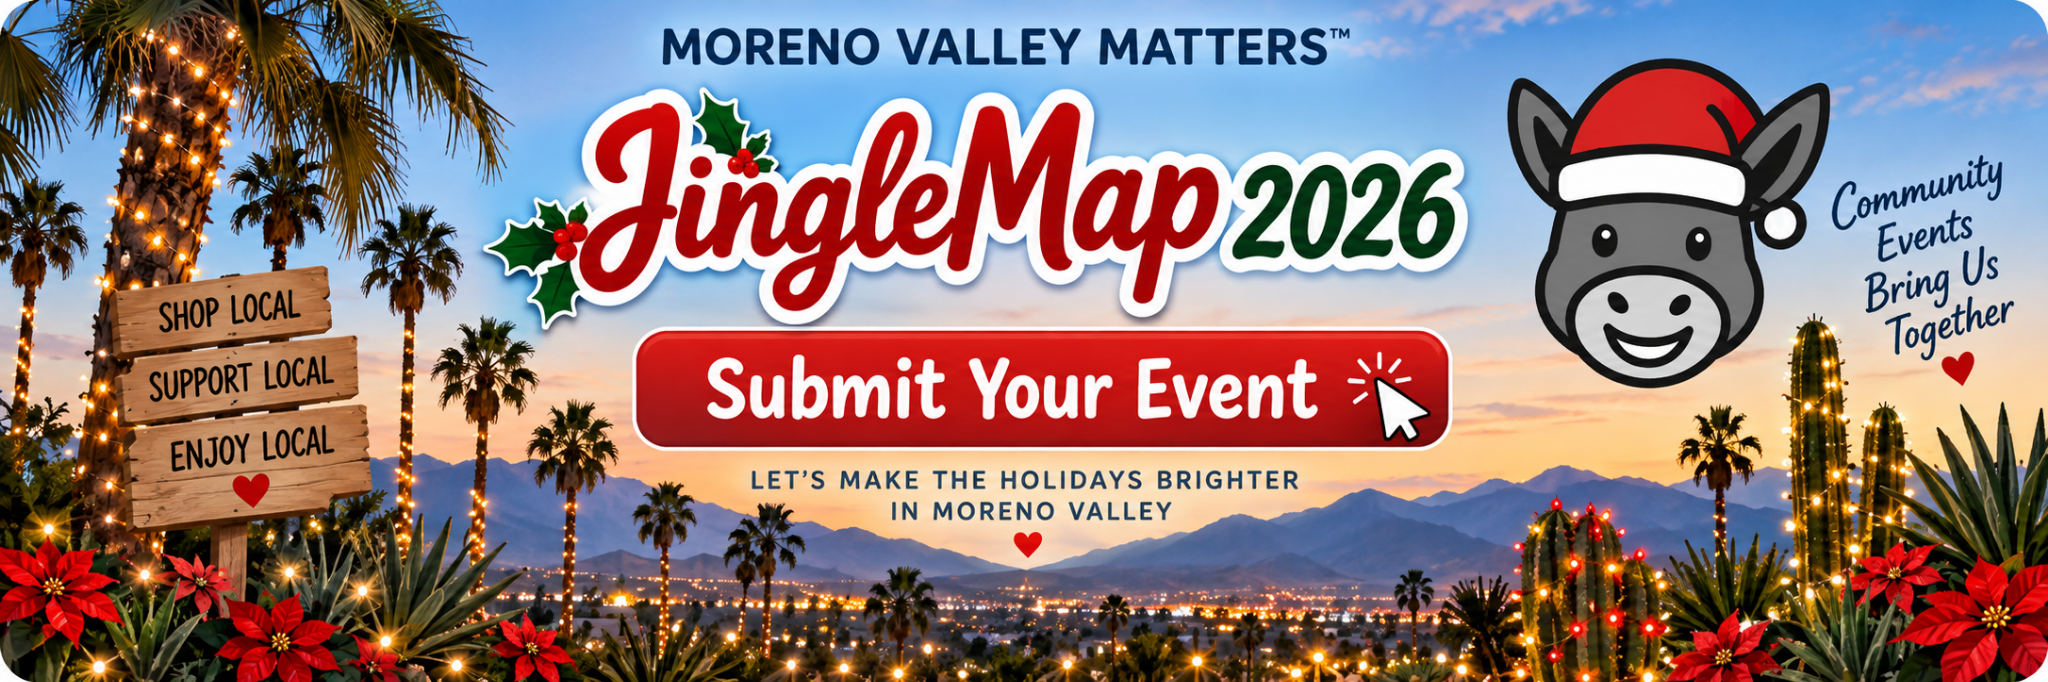 MORENO VALLEY MATTERS™
JingleMap 2026
Submit Your Event
LET'S MAKE THE HOLIDAYS BRIGHTER
IN MORENO VALLEY
SHOP LOCAL
SUPPORT LOCAL
ENJOY LOCAL
Community
Events
Bring Us
Together